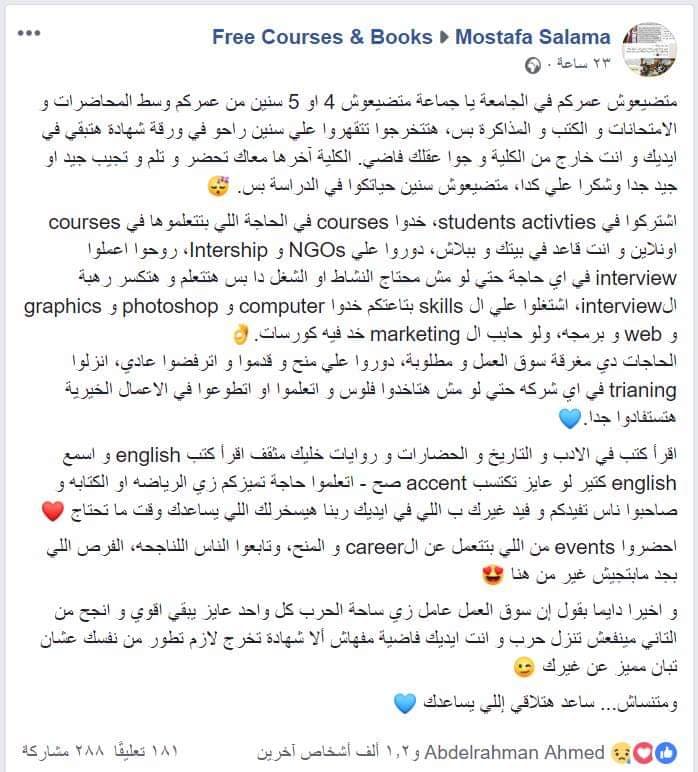 Mostafa Salama ▸ Free Courses & Books
٢٣ ساعة ·
متضيعوش عمركم في الجامعة يا جماعة متضيعوش 4 او 5 سنين من عمركم وسط المحاضرات و
الامتحانات و الكتب و المذاكرة بس، هتتخرجوا تتقهروا علي سنين راحو في ورقة شهادة هتبقي في
ايديك و انت خارج من الكلية و جوا عقلك فاضي. الكلية آخرها معاك تحضر و تلم و تجيب جيد او
جيد جدا وشكرا علي كدا، متضيعوش سنين حياتكوا في الدراسة بس. 😴
اشتركوا في students activties، خدوا courses في الحاجة اللي بتتعلموها في courses
اونلاين و انت قاعد في بيتك و ببلاش، دوروا علي NGOs و Intership، روحوا اعملوا
interview في اي حاجة حتي لو مش محتاج النشاط او الشغل دا بس هتتعلم و هتكسر رهبة
الinterview، اشتغلوا علي ال skills بتاعتكم خدوا computer و photoshop و graphics
و web و برمجه، ولو حابب ال marketing خد فيه كورسات.👌
الحاجات دي مغرقة سوق العمل و مطلوبة، دوروا علي منح و قدموا و اترفضوا عادي، انزلوا
trianing في اي شركه حتي لو مش هتاخدوا فلوس و اتعلموا او اتطوعوا في الاعمال الخيرية
هتستفادوا جدا.💙
اقرأ كتب في الادب و التاريخ و الحضارات و روايات خليك مثقف اقرأ كتب english و اسمع
english كتير لو عايز تكتسب accent صح - اتعلموا حاجة تميزكم زي الرياضه او الكتابه و
صاحبوا ناس تفيدكم و فيد غيرك ب اللي في ايديك ربنا هيسخرلك اللي يساعدك وقت ما تحتاج ❤️
احضروا events من اللي بتتعمل عن الcareer و المنح، وتابعوا الناس اللناجحه، الفرص اللي
بجد مابتجيش غير من هنا 😍
و اخيرا دايما بقول إن سوق العمل عامل زي ساحة الحرب كل واحد عايز يبقي اقوي و انجح من
التاني مينفعش تنزل حرب و انت ايديك فاضية مفهاش ألا شهادة تخرج لازم تطور من نفسك عشان
تبان مميز عن غيرك 😉
ومتنساش... ساعد هتلاقي إللي يساعدك 💙
Abdelrahman Ahmed و١٫٢ ألف أشخاص آخرين
١٨١ تعليقًا ٢٨٨ مشاركة